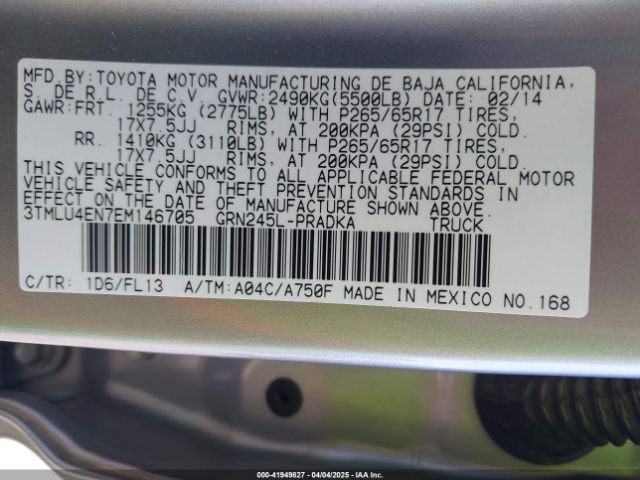 MFD.BY:TOYOTA MOTOR MANUFACTURING DE BAJA CALIFORNIA,
S. DE R.L. DE C V. GVWR:2490KG(5500LB) DATE: 02/14
GAWR:FRT. 1255KG (2775LB) WITH P265/65R17 TIRES,
17X7.5JJ RIMS, AT 200KPA (29PSI) COLD.
RR. 1410KG (3110LB) WITH P265/65R17 TIRES,
17X7.5JJ RIMS, AT 200KPA (29PSI) COLD.
THIS VEHICLE CONFORMS TO ALL APPLICABLE FEDERAL MOTOR
VEHICLE SAFETY AND THEFT PREVENTION STANDARDS IN
EFFECT ON THE DATE OF MANUFACTURE SHOWN ABOVE.
3TMLU4EN7EM146705 GRN245L-PRADKA TRUCK
C/TR: 1D6/FL13 A/TM:A04C/A750F MADE IN MEXICO NO.168
000-41949827 - 04/04/2025 - IAAI.COM